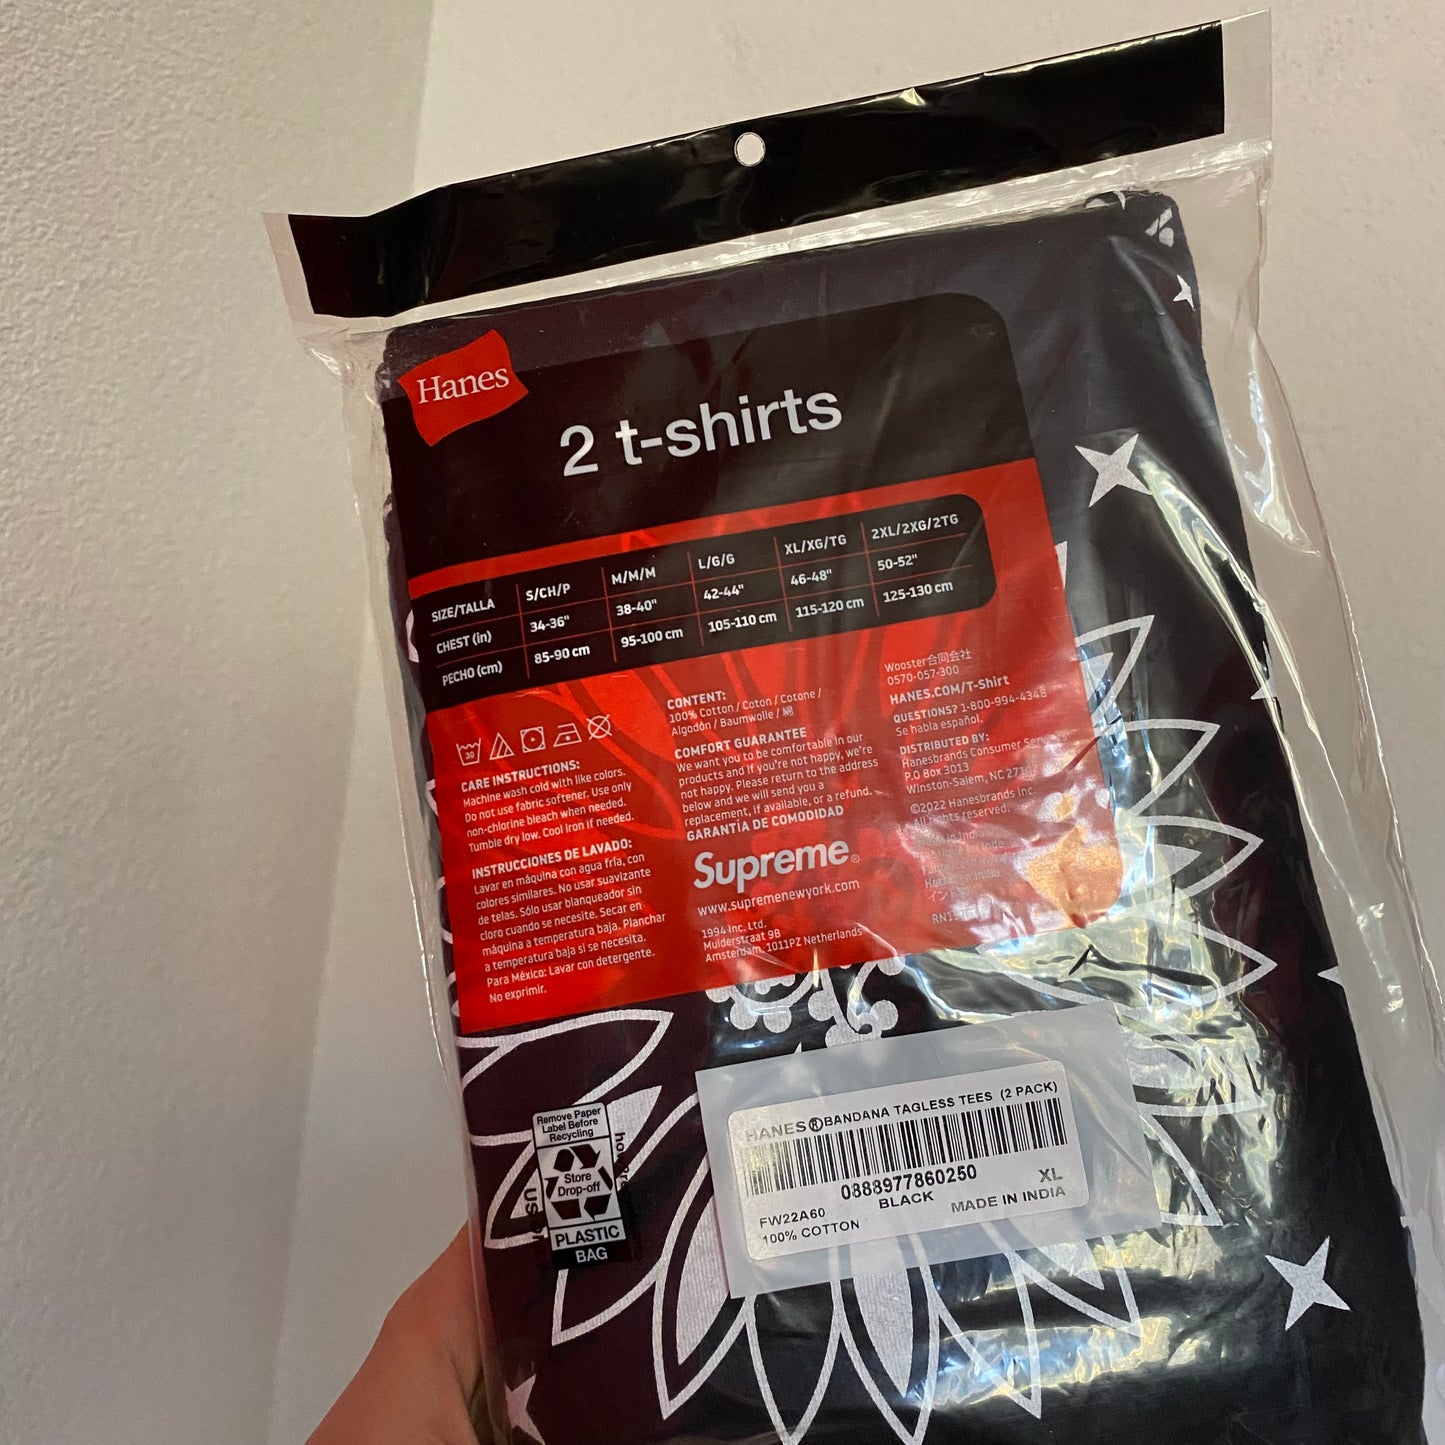 Hanes
2 t-shirts
SIZE/TALLA S/CH/P M/M/M L/G/G XL/XG/TG 2XL/2XG/2TG
CHEST (in) 34-36" 38-40" 42-44" 46-48" 50-52"
PECHO (cm) 85-90 cm 95-100 cm 105-110 cm 115-120 cm 125-130 cm
30
CARE INSTRUCTIONS:
Machine wash cold with like colors.
Do not use fabric softener. Use only
non-chlorine bleach when needed.
Tumble dry low. Cool Iron if needed.
INSTRUCCIONES DE LAVADO:
Lavar en máquina con agua fría, con
colores similares. No usar suavizante
de telas. Sólo usar blanqueador sin
cloro cuando se necesite. Secar en
máquina a temperatura baja. Planchar
a temperatura baja si se necesita.
Para México: Lavar con detergente.
No exprimir.
CONTENT:
100% Cotton / Coton / Cotone /
Algodón / Baumwolle / 綿
COMFORT GUARANTEE
We want you to be comfortable in our
products and if you're not happy, we're
not happy. Please return to the address
below and we will send you a
replacement, if available, or a refund.
GARANTÍA DE COMODIDAD
Supreme®
www.supremenewyork.com
1994 Inc. Ltd.
Muiderstraat 9B
Amsterdam, 1011PZ Netherlands
Wooster合同会社
0570-057-300
HANES.COM/T-Shirt
QUESTIONS? 1-800-994-4348
Se habla español.
DISTRIBUTED BY:
Hanesbrands Consumer
P.O Box 3013
Winston-Salem, NC
©2022 Hanesbrands Inc.
All rights reserved.
in India
India
HANES®BANDANA TAGLESS TEES (2 PACK)
0888977860250
BLACK
XL
FW22A60
MADE IN INDIA
100% COTTON
Remove Paper
Label Before
Recycling
Store
Drop-off
PLASTIC
BAG